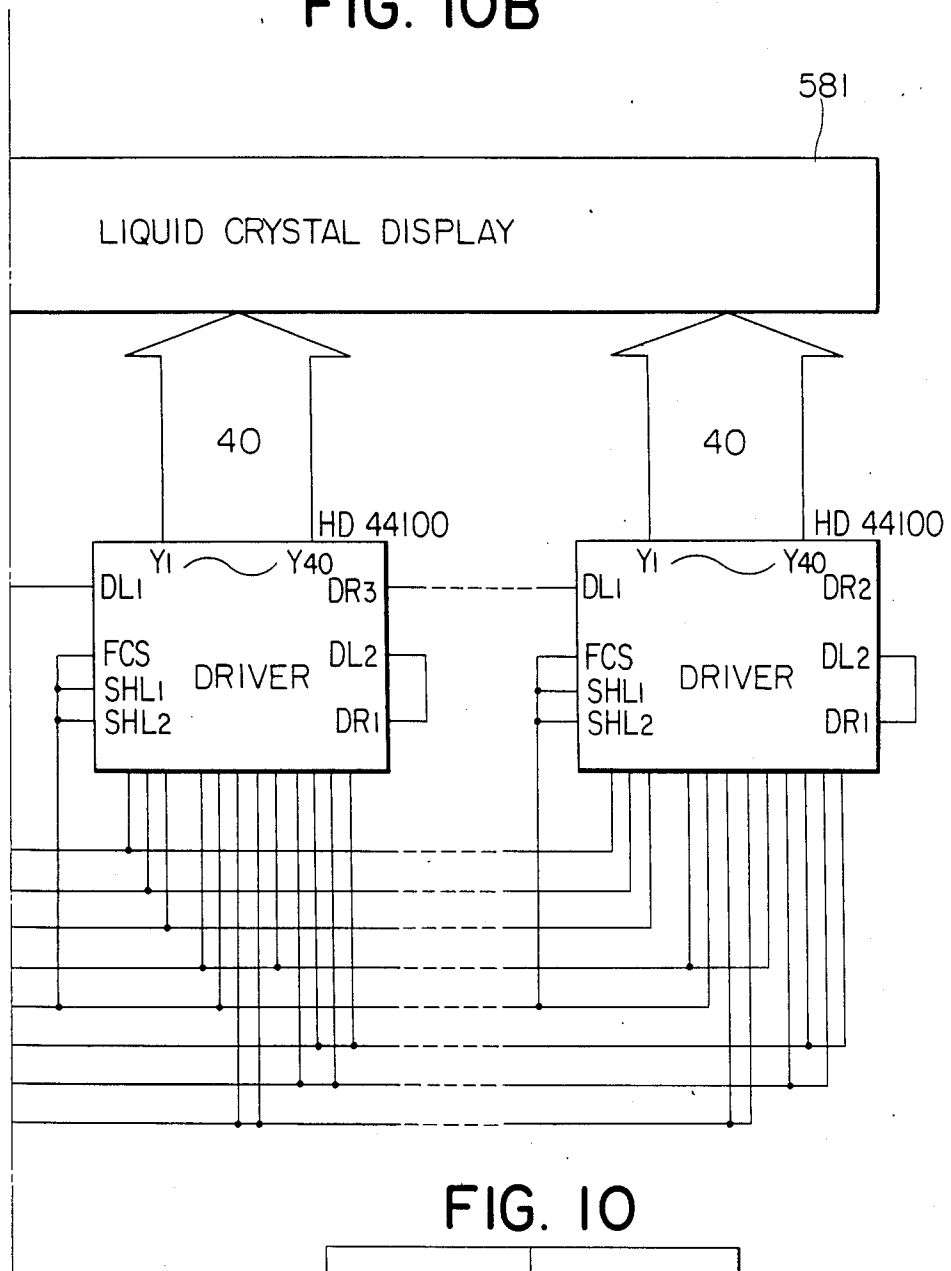 FIG. 10B
581
LIQUID CRYSTAL DISPLAY
40 40
HD 44100 HD 44100
Y1 Y40 Y1 Y40
DL1 DR3 DL1 DR2
FCS DL2 FCS DL2
DRIVER DRIVER
SHL1 SHL1
SHL2 DR1 SHL2 DR1
FIG. 10